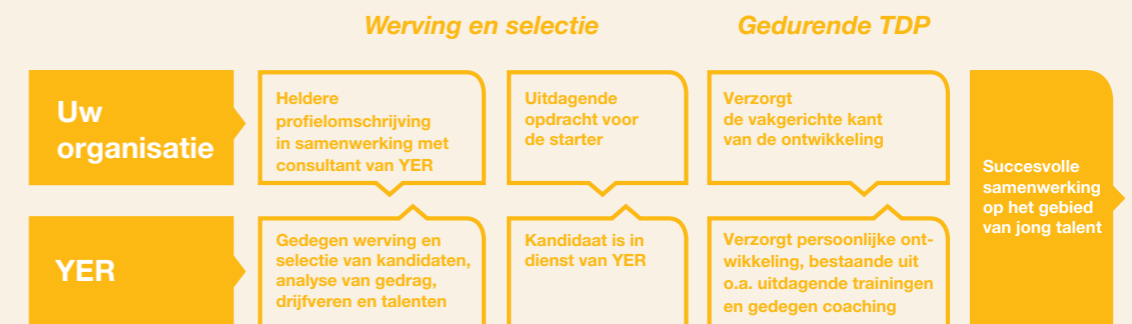 Werving en selectie
Gedurende TDP
Uw
organisatie
Heldere
profielomschrijving
in samenwerking met
consultant van YER
Uitdagende
opdracht voor
de starter
Verzorgt
de vakgerichte kant
van de ontwikkeling
Succesvolle
samenwerking
op het gebied
van jong talent
YER
Gedegen werving en
selectie van kandidaten,
analyse van gedrag,
drijfveren en talenten
Kandidaat is in
dienst van YER
Verzorgt persoonlijke ont-
wikkeling, bestaande uit
o.a. uitdagende trainingen
en gedegen coaching